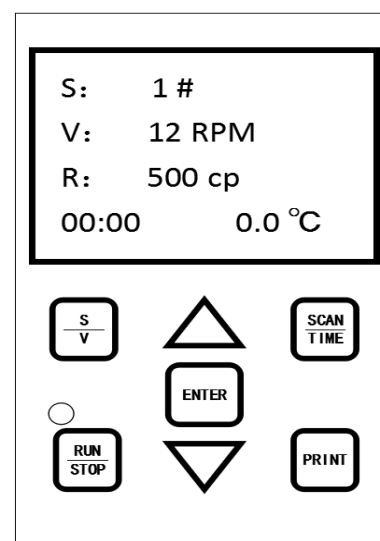 S： 1 #
V： 12 RPM
R： 500 cp
00:00 0.0 ℃
S
V
SCAN
TIME
ENTER
RUN
STOP
PRINT